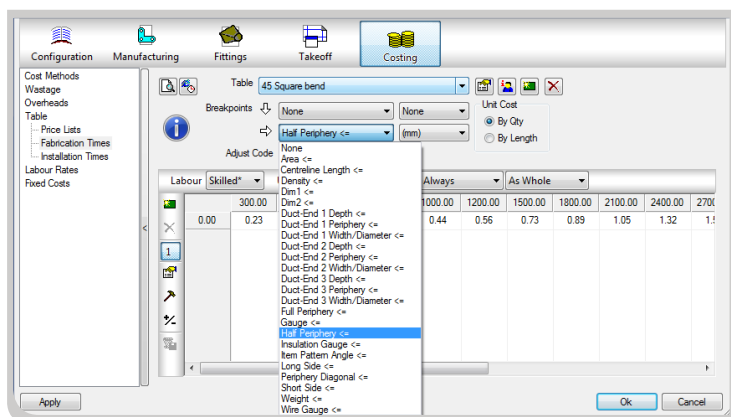 Configuration Manufacturing Fittings Takeoff Costing
Cost Methods
Wastage
Overheads
Table
Price Lists
Fabrication Times
Installation Times
Labour Rates
Fixed Costs
Table 45 Square bend
Breakpoints None None
Half Periphery <= (mm)
Adjust Code
Unit Cost
By Qty
By Length
None
Area <=
Centreline Length <=
Density <=
Dim1 <=
Dim2 <=
Duct-End 1 Depth <=
Duct-End 1 Periphery <=
Duct-End 1 Width/Diameter <=
Duct-End 2 Depth <=
Duct-End 2 Periphery <=
Duct-End 2 Width/Diameter <=
Duct-End 3 Depth <=
Duct-End 3 Periphery <=
Duct-End 3 Width/Diameter <=
Full Periphery <=
Gauge <=
Half Periphery <=
Insulation Gauge <=
Item Pattern Angle <=
Long Side <=
Periphery Diagonal <=
Short Side <=
Weight <=
Wire Gauge <=
Labour Skilled* Always As Whole
300.00 1000.00 1200.00 1500.00 1800.00 2100.00 2400.00 2700
0.00 0.23 0.44 0.56 0.73 0.89 1.05 1.32
1
Apply Ok Cancel